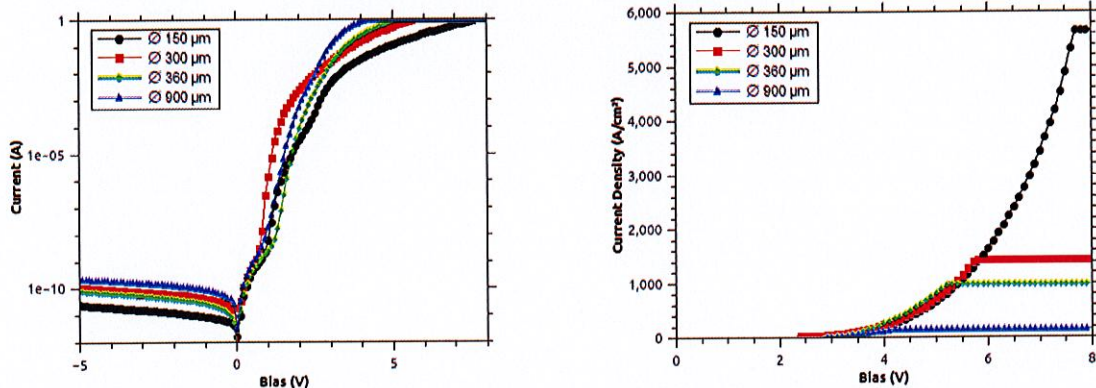 1
1e-05
1e-10
Current (A)
Ø 150 µm
Ø 300 µm
Ø 360 µm
Ø 900 µm
-5
0
5
Bias (V)
6,000
5,000
4,000
3,000
2,000
1,000
0
Current Density (A/cm²)
Ø 150 µm
Ø 300 µm
Ø 360 µm
Ø 900 µm
0
2
4
6
8
Bias (V)